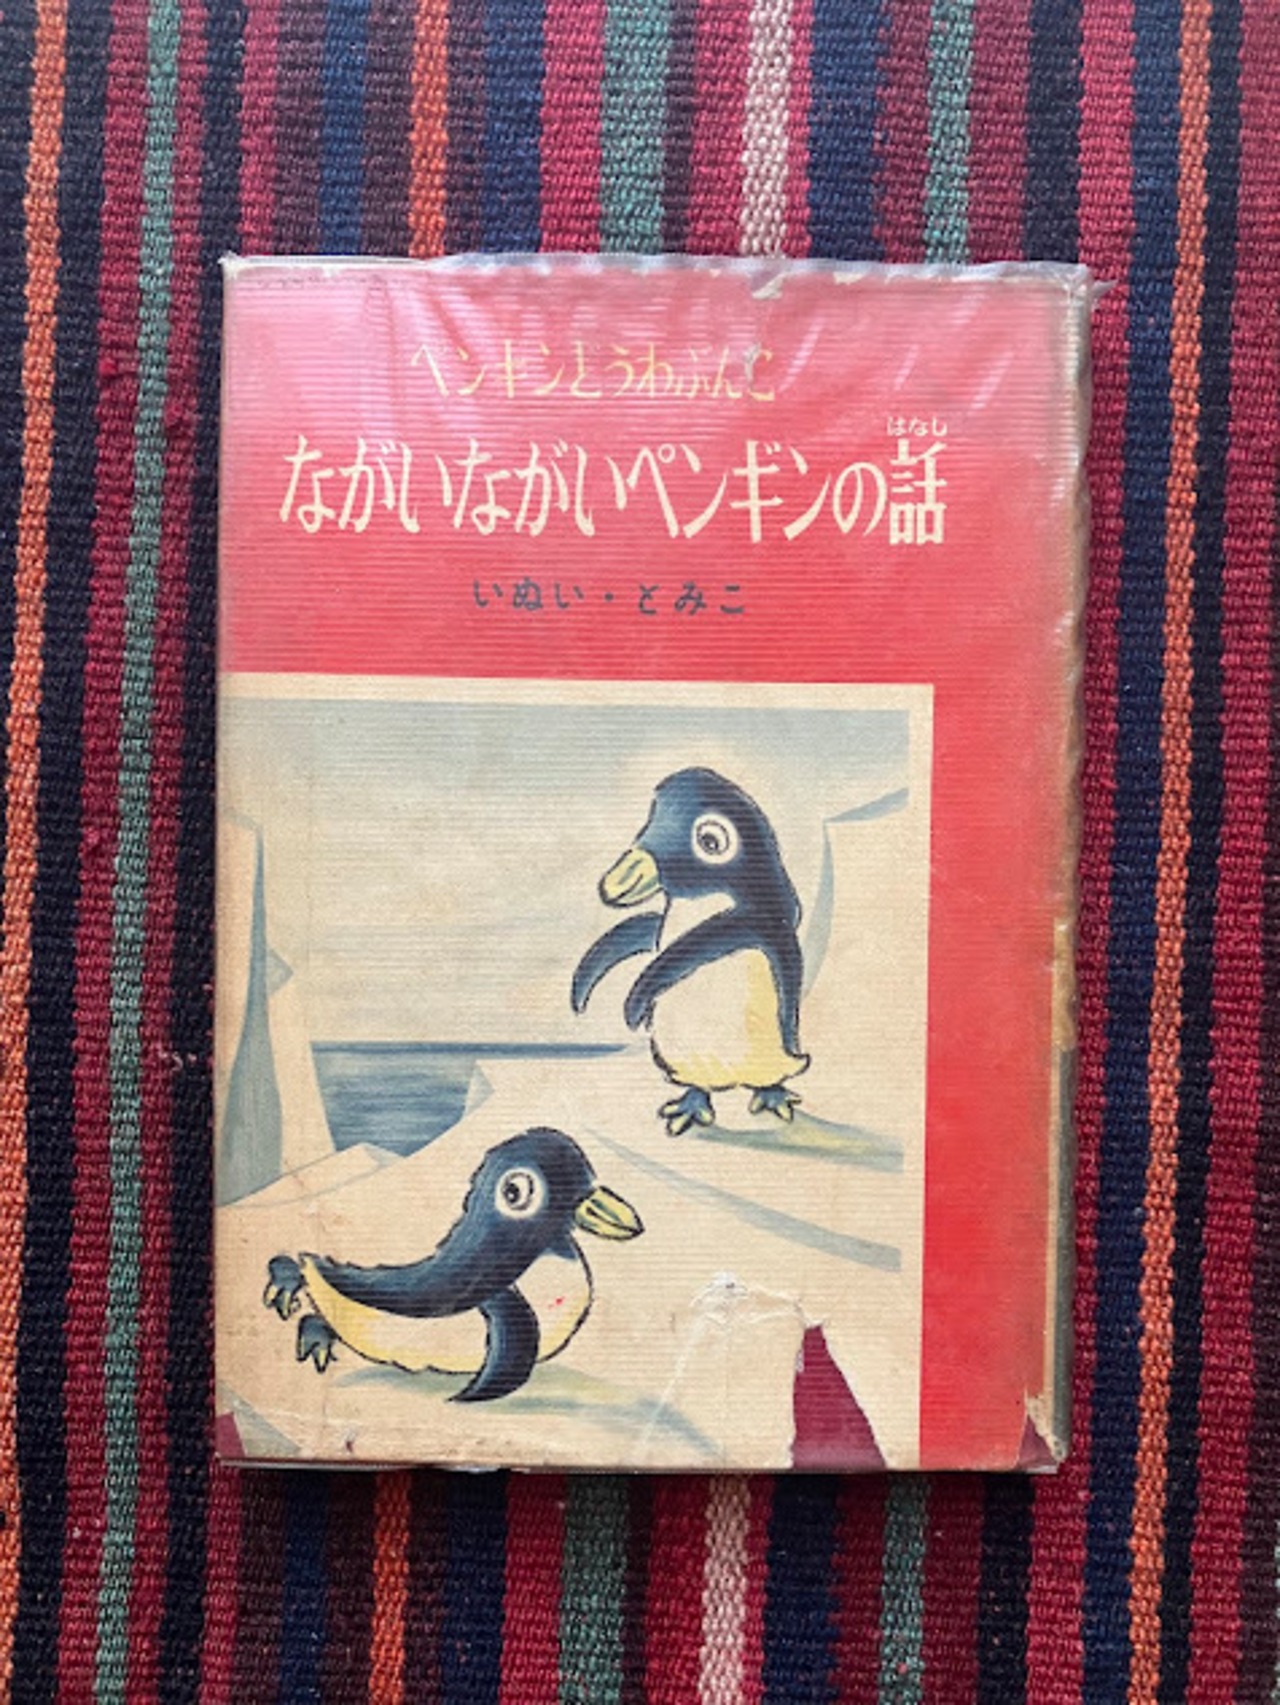 ペンギンどうわぶんこ
ながいながいペンギンの話
はなし
いぬい・とみこ